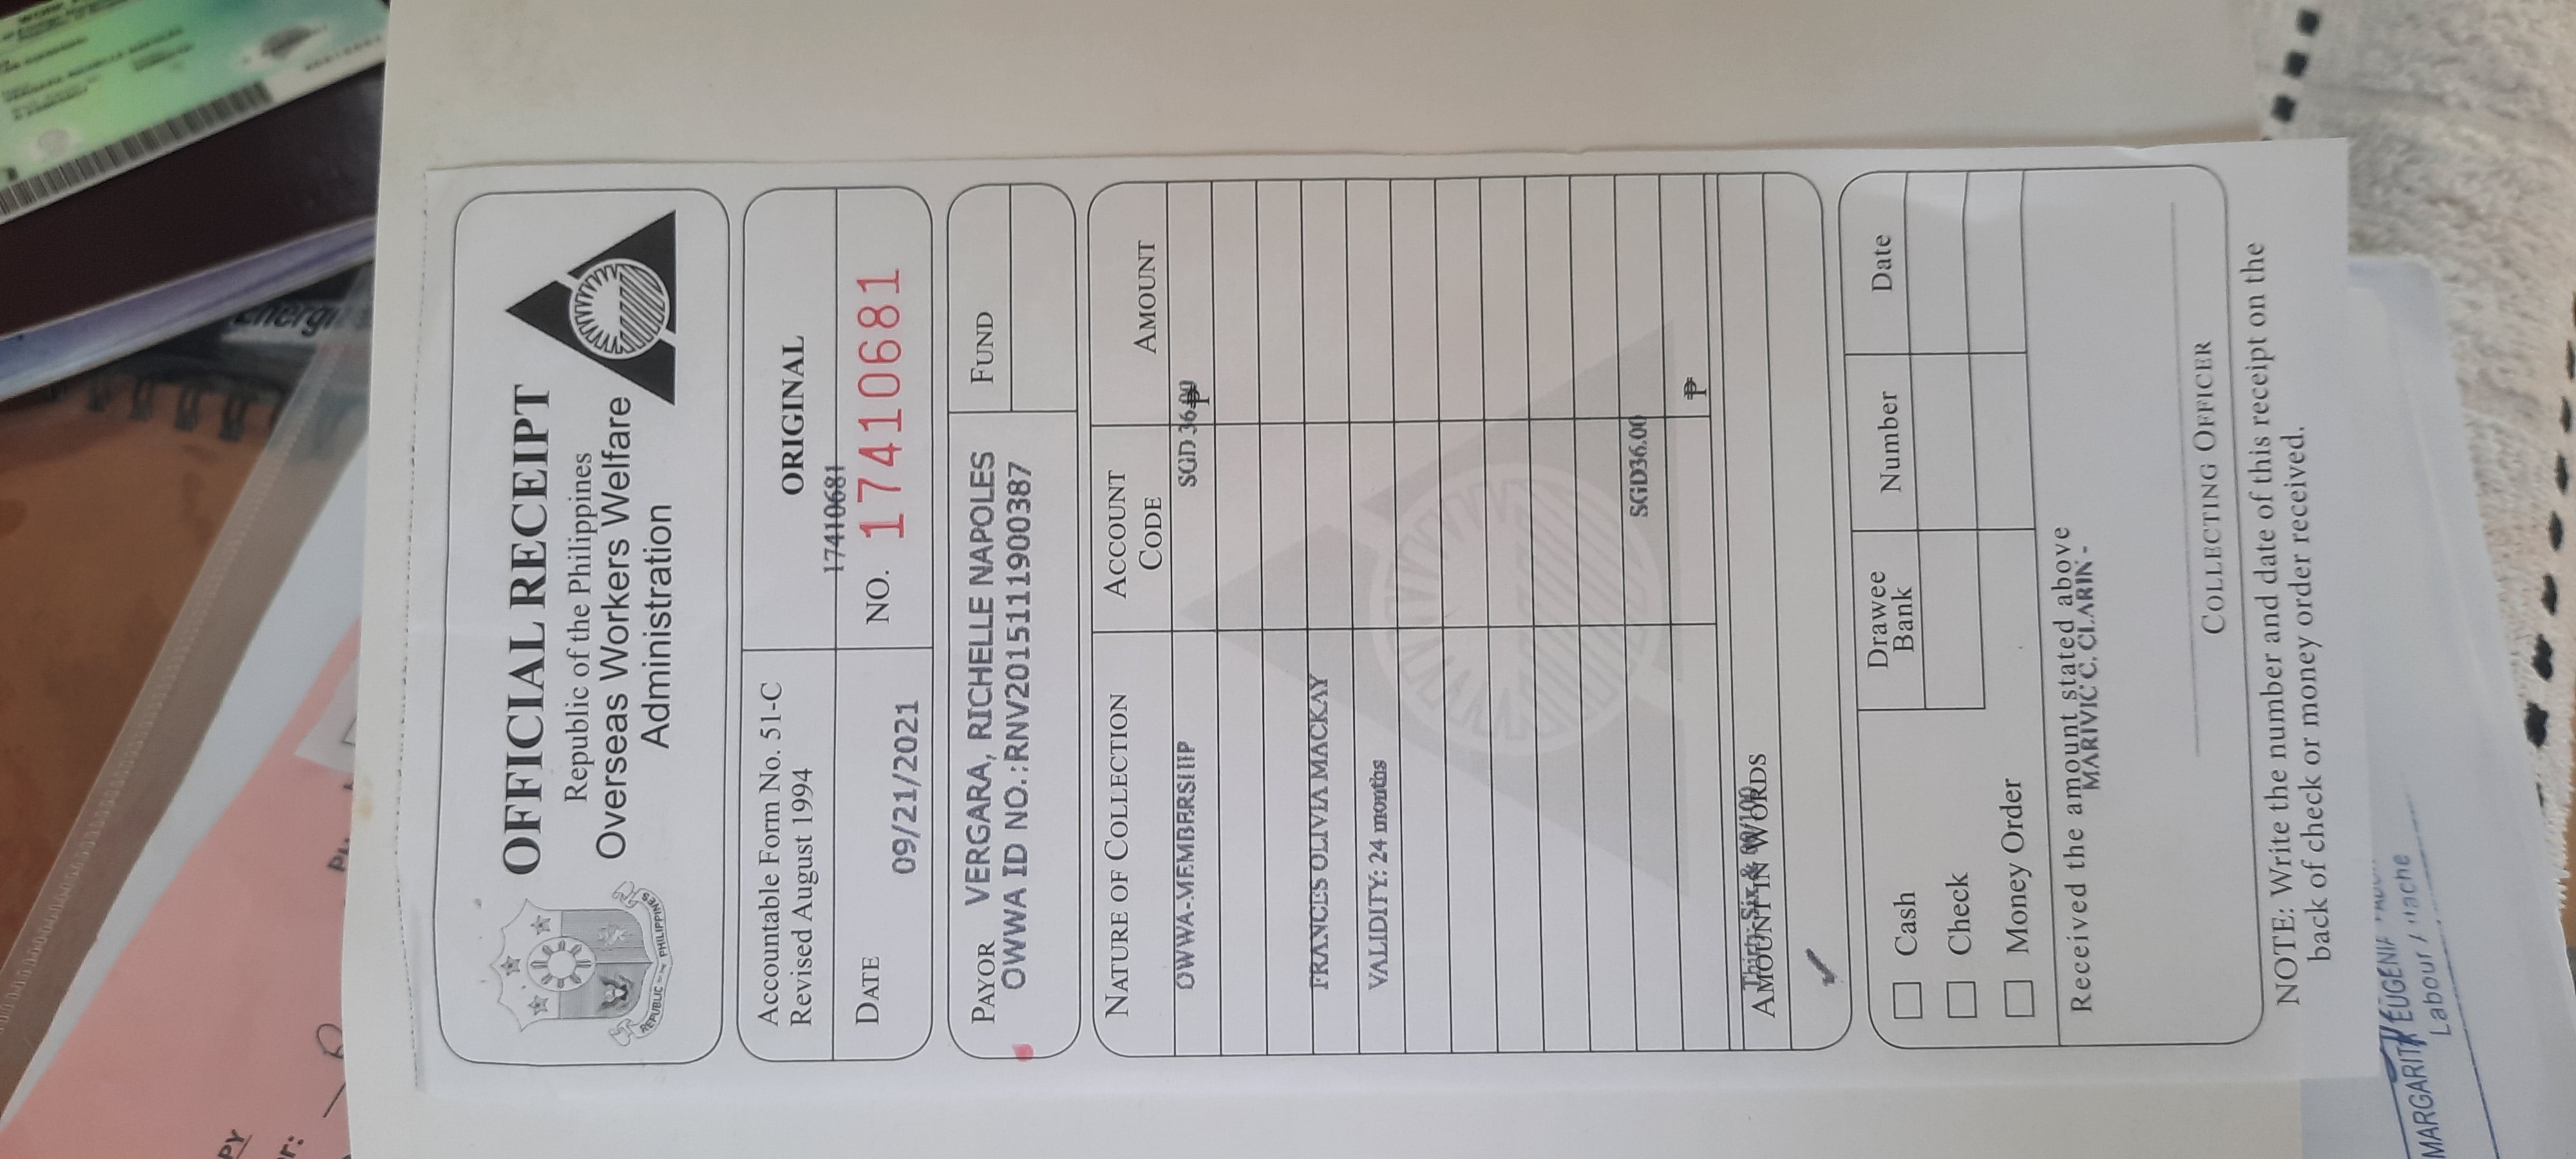 OFFICIAL RECEIPT
Republic of the Philippines
Overseas Workers Welfare
Administration
REPUBLIC PHILIPPINES
Accountable Form No. 51-C
Revised August 1994
ORIGINAL
17410681
DATE
09/21/2021
NO. 17410681
PAYOR VERGARA, RICHELLE NAPOLES
OWWA ID NO.:RNV2015111900387
FUND
NATURE OF COLLECTION
ACCOUNT
CODE
AMOUNT
OWWA-MEMBERSHIP SGD 36.00
₱
FRANCES OLIVIA MACKAY
VALIDITY: 24 months
SGD36.00
₱
Thirty-Six & 00/100
AMOUNT IN WORDS
Drawee
Bank
Number
Date
Cash
Check
Money Order
Received the amount stated above
MARIVIC C. CLARIN -
COLLECTING OFFICER
NOTE: Write the number and date of this receipt on the
back of check or money order received.
EUGENIA
Labour
PY